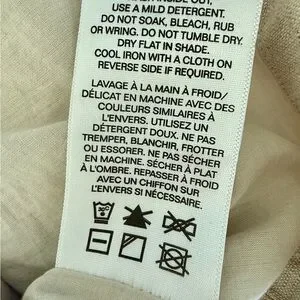 INSIDE OUT,
USE A MILD DETERGENT.
DO NOT SOAK, BLEACH, RUB
OR WRING. DO NOT TUMBLE DRY.
DRY FLAT IN SHADE.
COOL IRON WITH A CLOTH ON
REVERSE SIDE IF REQUIRED.
LAVAGE À LA MAIN À FROID/
DÉLICAT EN MACHINE AVEC DES
COULEURS SIMILAIRES À
L'ENVERS. UTILISEZ UN
DÉTERGENT DOUX. NE PAS
TREMPER, BLANCHIR, FROTTER
OU ESSORER. NE PAS SÉCHER
EN MACHINE. SÉCHER À PLAT
À L'OMBRE. REPASSER À FROID
AVEC UN CHIFFON SUR
L'ENVERS SI NÉCESSAIRE.
30°C